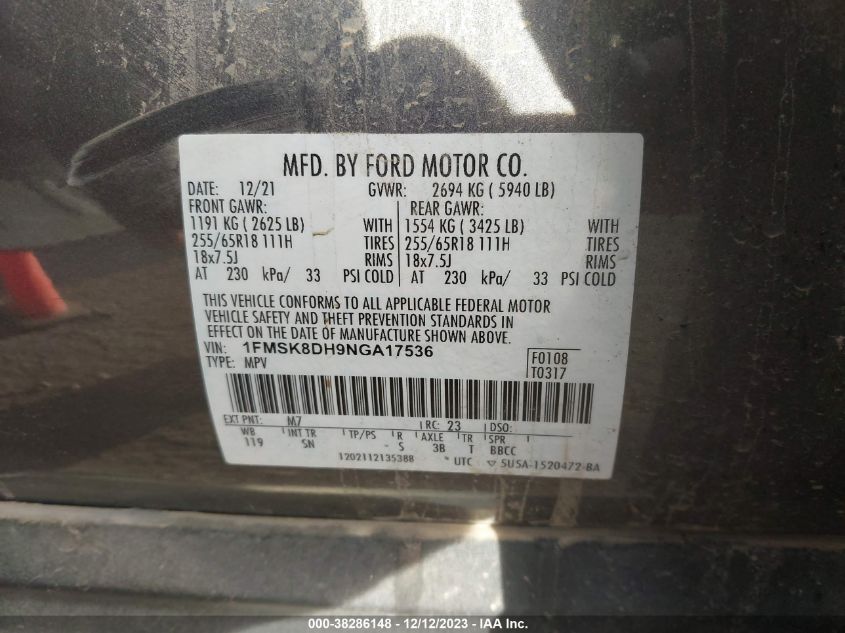 MFD. BY FORD MOTOR CO.
DATE: 12/21 GVWR: 2694 KG ( 5940 LB)
FRONT GAWR: REAR GAWR:
1191 KG ( 2625 LB) WITH 1554 KG ( 3425 LB) WITH
255/65R18 111H TIRES 255/65R18 111H TIRES
18x7.5J RIMS 18x7.5J RIMS
AT 230 kPa/ 33 PSI COLD AT 230 kPa/ 33 PSI COLD
THIS VEHICLE CONFORMS TO ALL APPLICABLE FEDERAL MOTOR
VEHICLE SAFETY AND THEFT PREVENTION STANDARDS IN
EFFECT ON THE DATE OF MANUFACTURE SHOWN ABOVE.
VIN: 1FMSK8DH9NGA17536
TYPE: MPV
F0108
T0317
EXT PNT: M7 RC: 23 DSO:
WB INT TR TP/PS R AXLE TR SPR
119 SN - S 3B T BBCC
1202112135388 * UTC ▽ 5U5A-1520472-BA
000-38286148 - 12/12/2023 - IAA Inc.